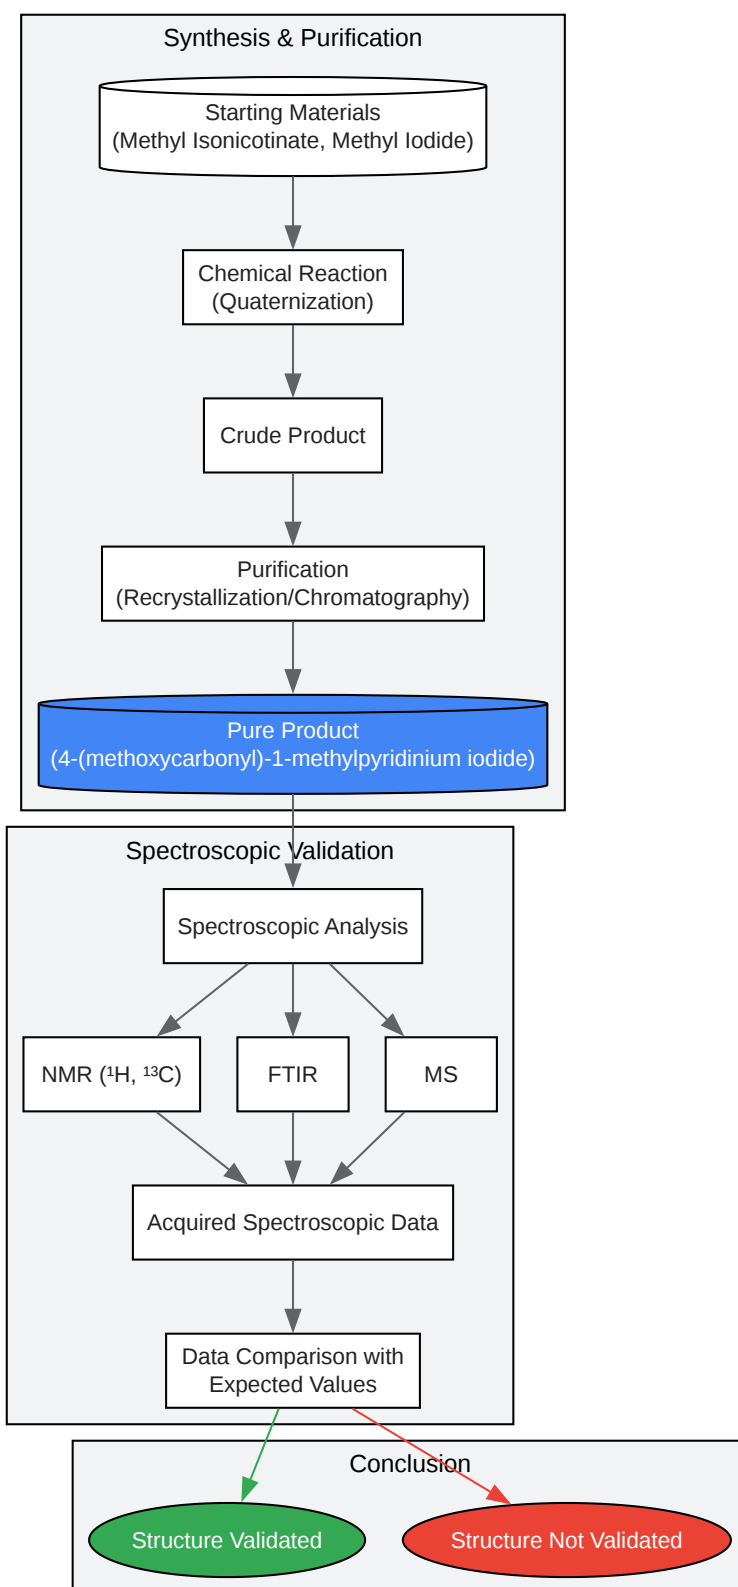 Synthesis & Purification
Starting Materials
(Methyl Isonicotinate, Methyl Iodide)
Chemical Reaction
(Quaternization)
Crude Product
Purification
(Recrystallization/Chromatography)
Pure Product
(4-(methoxycarbonyl)-1-methylpyridinium iodide)
Spectroscopic Validation
Spectroscopic Analysis
NMR (¹H, ¹³C)
FTIR
MS
Acquired Spectroscopic Data
Data Comparison with
Expected Values
Conclusion
Structure Validated
Structure Not Validated